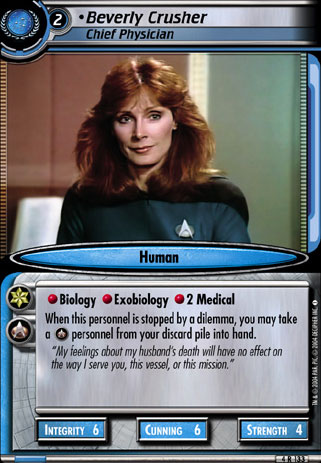 2
•Beverly Crusher
Chief Physician
Human
Biology Exobiology 2 Medical
When this personnel is stopped by a dilemma, you may take
a personnel from your discard pile into hand.
"My feelings about my husband's death will have no effect on
the way I serve you, this vessel, or this mission."
INTEGRITY 6 CUNNING 6 STRENGTH 4
4 R 133